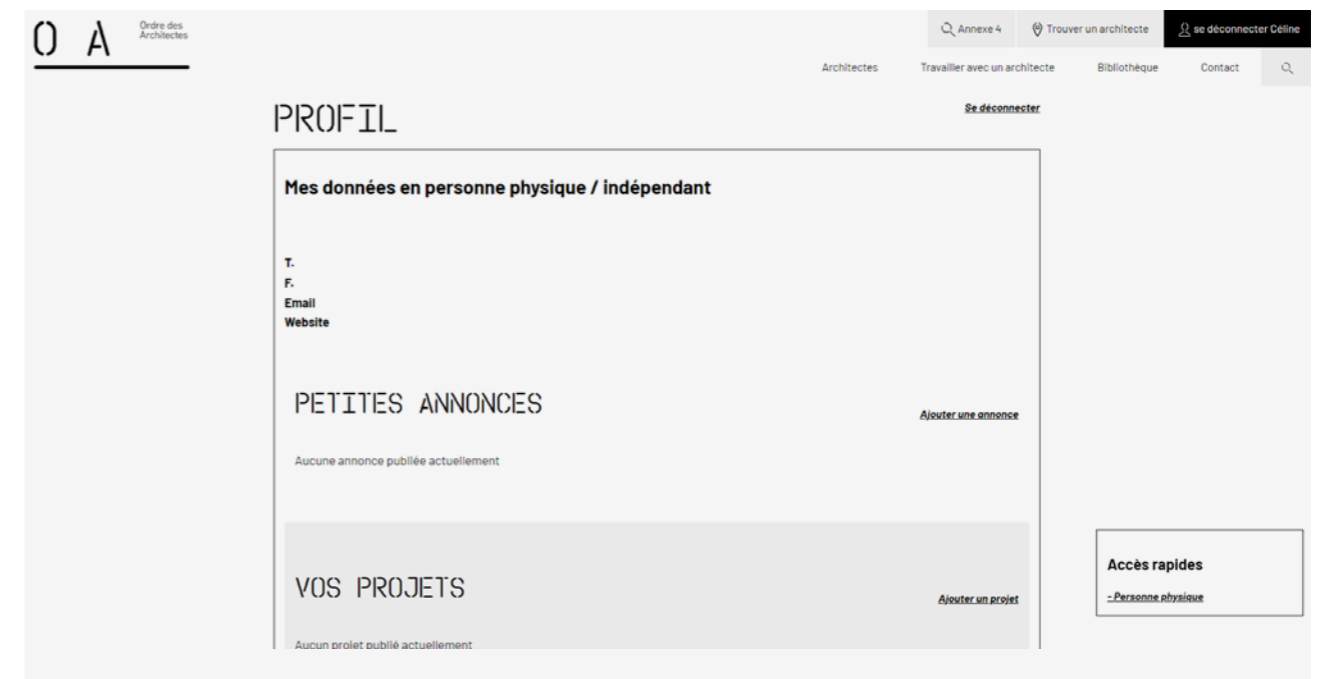 O A
Ordre des
Architectes
Annexe 4
Trouver un architecte
se déconnecter Céline
Architectes
Travailler avec un architecte
Bibliothèque
Contact
PROFIL
Se déconnecter
Mes données en personne physique / indépendant
T.
F.
Email
Website
PETITES ANNONCES
Ajouter une annonce
Aucune annonce publiée actuellement
VOS PROJETS
Ajouter un projet
Aucun projet publié actuellement
Accès rapides
- Personne physique